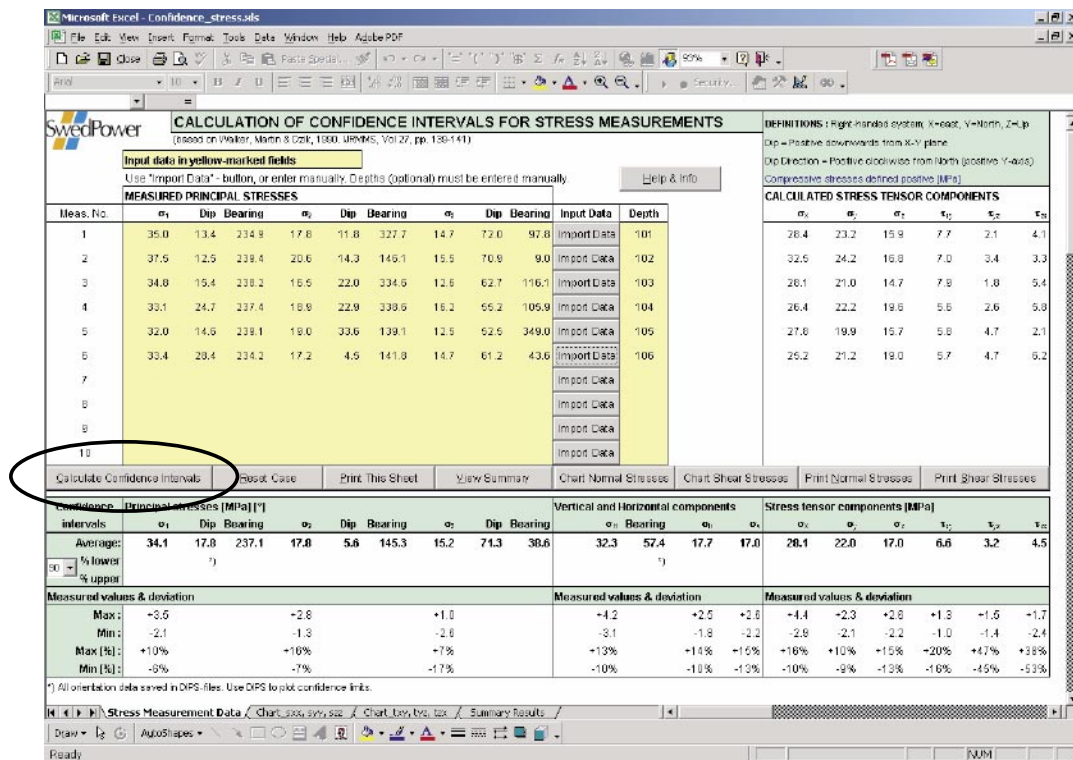 Microsoft Excel - Confidence_stress.xls
File Edit View Insert Format Tools Data Window Help Adobe PDF
Close Paste Special... 93%
Arial 10 B I U Security...
=
SwedPower
CALCULATION OF CONFIDENCE INTERVALS FOR STRESS MEASUREMENTS
(based on Walker, Martin & Dzik, 1990, IJRMMS, Vol 27, pp. 139-141)
Input data in yellow-marked fields
Use "Import Data" - button, or enter manually. Depths (optional) must be entered manually.
Help & Info
DEFINITIONS : Right-handed system; X=east, Y=North, Z=Up
Dip = Positive downwards from X-Y plane
Dip Direction = Positive clockwise from North (positive Y-axis)
Compressive stresses defined positive [MPa]
MEASURED PRINCIPAL STRESSES
CALCULATED STRESS TENSOR COMPONENTS
Meas. No. σ1 Dip Bearing σ2 Dip Bearing σ3 Dip Bearing Input Data Depth σx σy σz τxy τyz τzx
1 35.0 13.4 234.9 17.8 11.8 327.7 14.7 72.0 97.8 Import Data 101 28.4 23.2 15.9 7.7 2.1 4.1
2 37.5 12.5 239.4 20.6 14.3 146.1 15.5 70.9 9.0 Import Data 102 32.5 24.2 16.8 7.0 3.4 3.3
3 34.8 15.4 238.2 16.5 22.0 334.6 12.6 62.7 116.1 Import Data 103 28.1 21.0 14.7 7.9 1.8 5.4
4 33.1 24.7 237.4 18.9 22.9 338.6 16.2 55.2 105.9 Import Data 104 26.4 22.2 19.6 5.6 2.6 5.8
5 32.0 14.6 239.1 19.0 33.6 139.1 12.5 52.5 349.0 Import Data 105 27.8 19.9 15.7 5.8 4.7 2.1
6 33.4 28.4 234.2 17.2 4.5 141.8 14.7 61.2 43.6 Import Data 106 25.2 21.2 19.0 5.7 4.7 6.2
7 Import Data
8 Import Data
9 Import Data
10 Import Data
Calculate Confidence Intervals Reset Case Print This Sheet View Summary Chart Normal Stresses Chart Shear Stresses Print Normal Stresses Print Shear Stresses
Confidence Principal stresses [MPa] [*] Vertical and Horizontal components Stress tensor components [MPa]
intervals σ1 Dip Bearing σ2 Dip Bearing σ3 Dip Bearing σH Bearing σh σv σx σy σz τxy τyz τzx
Average: 34.1 17.8 237.1 17.8 5.6 145.3 15.2 71.3 38.6 32.3 57.4 17.7 17.0 28.1 22.0 17.0 6.6 3.2 4.5
90 % lower *) *)
% upper
Measured values & deviation Measured values & deviation Measured values & deviation
Max : +3.5 +2.8 +1.0 +4.2 +2.5 +2.6 +4.4 +2.3 +2.6 +1.3 +1.5 +1.7
Min : -2.1 -1.3 -2.6 -3.1 -1.8 -2.2 -2.9 -2.1 -2.2 -1.0 -1.4 -2.4
Max [%] : +10% +16% +7% +13% +14% +15% +16% +10% +15% +20% +47% +38%
Min [%] : -6% -7% -17% -10% -10% -13% -10% -9% -13% -16% -45% -53%
*) All orientation data saved in DIPS-files. Use DIPS to plot confidence limits.
Stress Measurement Data / Chart_sxx, syy, szz / Chart_txy, tyz, tzx / Summary Results /
Draw AutoShapes
Ready NUM